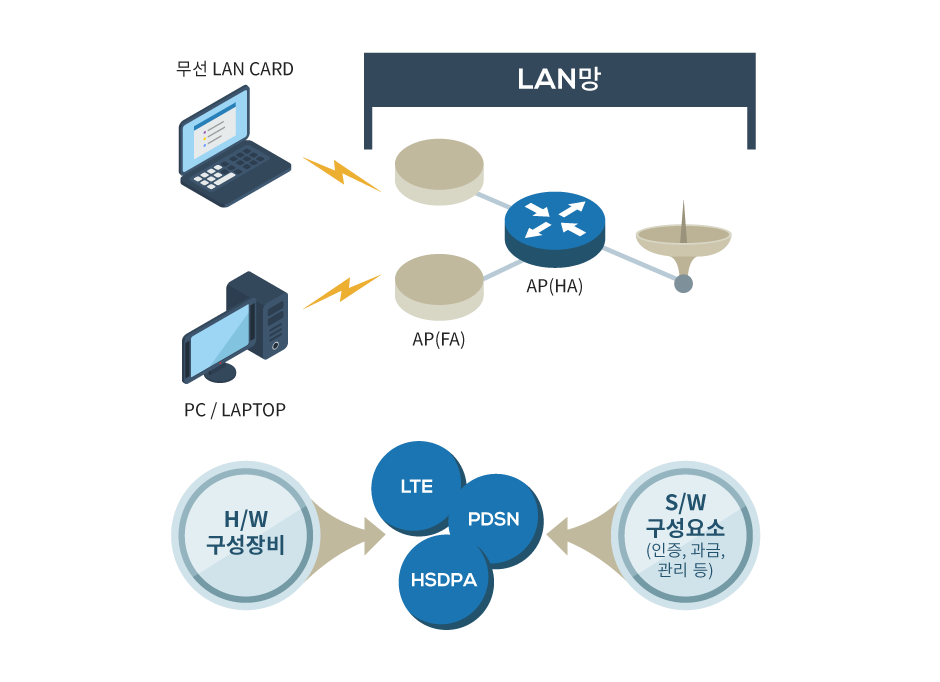 무선 LAN CARD
LAN망
AP(HA)
AP(FA)
PC / LAPTOP
H/W
구성장비
LTE
PDSN
HSDPA
S/W
구성요소
(인증, 과금,
관리 등)